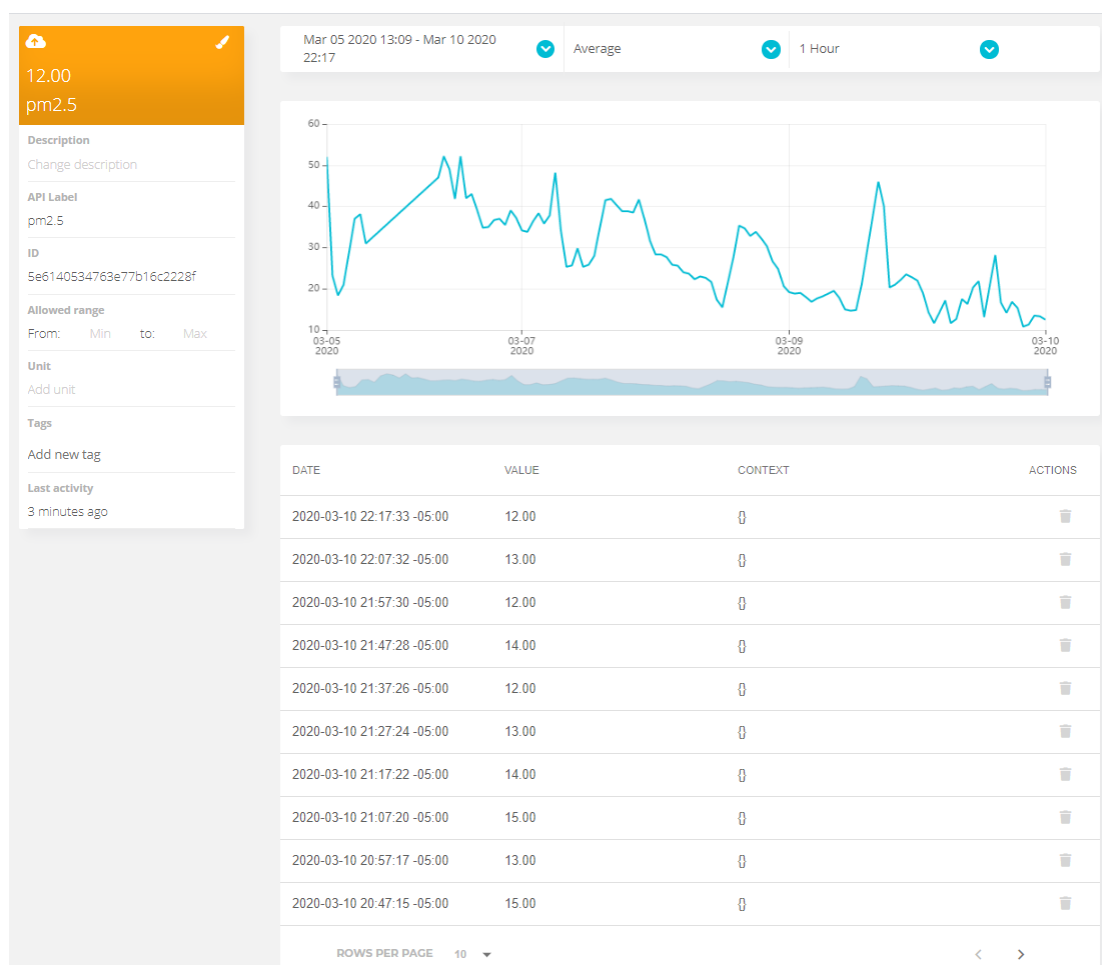 12.00
pm2.5
Description
Change description
API Label
pm2.5
ID
5e6140534763e77b16c2228f
Allowed range
From: Min to: Max
Unit
Add unit
Tags
Add new tag
Last activity
3 minutes ago
Mar 05 2020 13:09 - Mar 10 2020
22:17
Average
1 Hour
60
50
40
30
20
10
03-05
2020
03-07
2020
03-09
2020
03-10
2020
DATE VALUE CONTEXT ACTIONS
2020-03-10 22:17:33 -05:00 12.00 {}
2020-03-10 22:07:32 -05:00 13.00 {}
2020-03-10 21:57:30 -05:00 12.00 {}
2020-03-10 21:47:28 -05:00 14.00 {}
2020-03-10 21:37:26 -05:00 12.00 {}
2020-03-10 21:27:24 -05:00 13.00 {}
2020-03-10 21:17:22 -05:00 14.00 {}
2020-03-10 21:07:20 -05:00 15.00 {}
2020-03-10 20:57:17 -05:00 13.00 {}
2020-03-10 20:47:15 -05:00 15.00 {}
ROWS PER PAGE 10